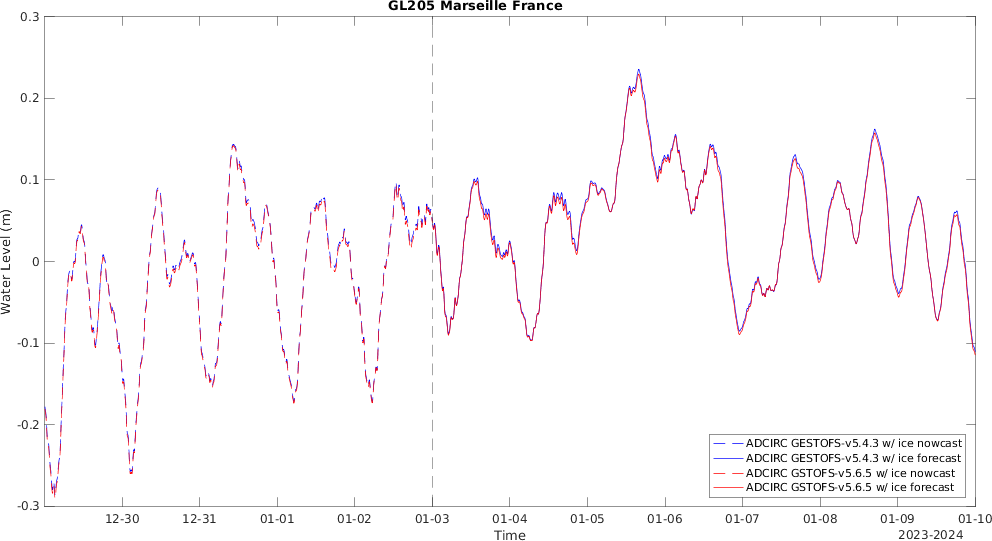 GL205 Marseille France
0.3
0.2
0.1
0
-0.1
-0.2
-0.3
Water Level (m)
ADCIRC GESTOFS-v5.4.3 w/ ice nowcast
ADCIRC GESTOFS-v5.4.3 w/ ice forecast
ADCIRC GSTOFS-v5.6.5 w/ ice nowcast
ADCIRC GSTOFS-v5.6.5 w/ ice forecast
12-30 12-31 01-01 01-02 01-03 01-04 01-05 01-06 01-07 01-08 01-09 01-10
Time
2023-2024